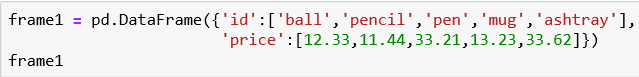 frame1 = pd.DataFrame({'id':['ball','pencil','pen','mug','ashtray'],
'price':[12.33,11.44,33.21,13.23,33.62]})
frame1